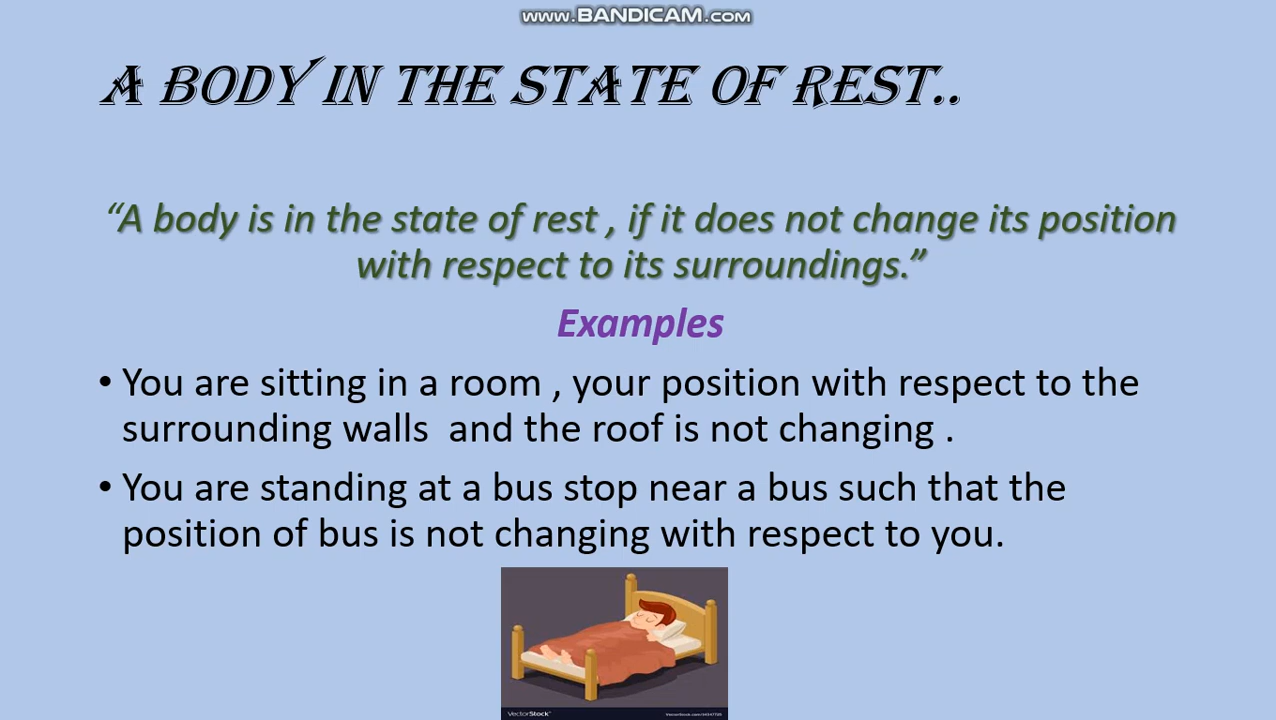 www.BANDICAM.com
A BODY IN THE STATE OF REST..
“A body is in the state of rest , if it does not change its position
with respect to its surroundings.”
Examples
• You are sitting in a room , your position with respect to the
surrounding walls  and the roof is not changing .
• You are standing at a bus stop near a bus such that the
position of bus is not changing with respect to you.
VectorStock®